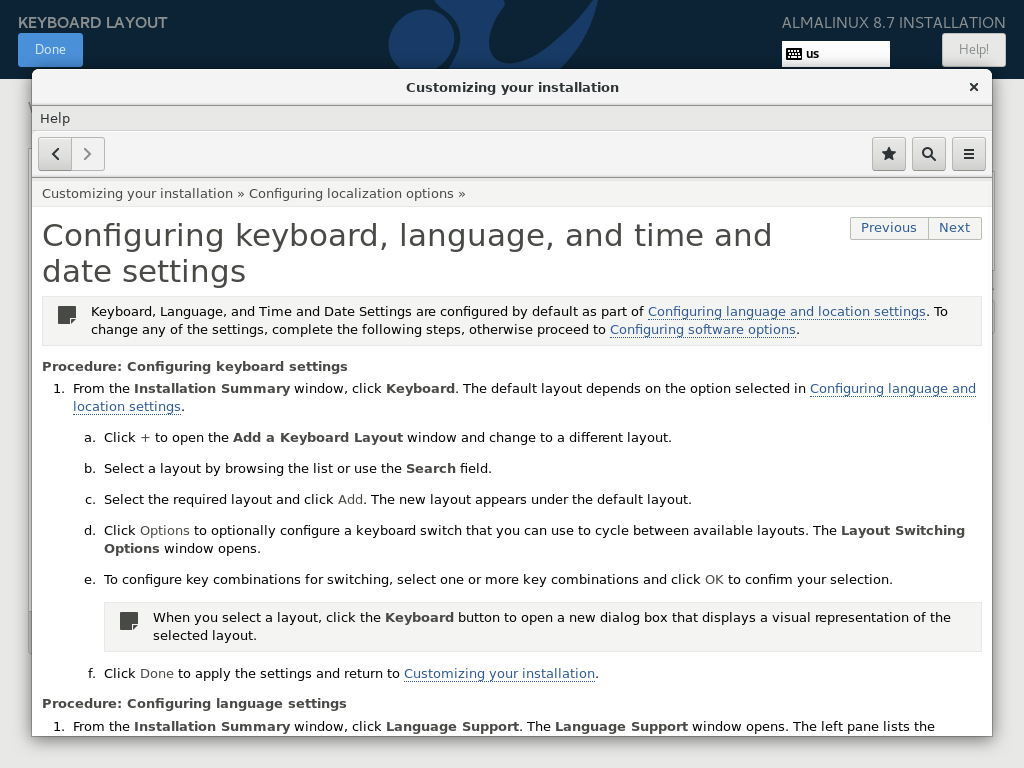 KEYBOARD LAYOUT
ALMALINUX 8.7 INSTALLATION
Done
us
Help!
Customizing your installation
Help
Customizing your installation » Configuring localization options »
Configuring keyboard, language, and time and
date settings
Previous
Next
Keyboard, Language, and Time and Date Settings are configured by default as part of Configuring language and location settings. To
change any of the settings, complete the following steps, otherwise proceed to Configuring software options.
Procedure: Configuring keyboard settings
1. From the Installation Summary window, click Keyboard. The default layout depends on the option selected in Configuring language and
location settings.
a. Click + to open the Add a Keyboard Layout window and change to a different layout.
b. Select a layout by browsing the list or use the Search field.
c. Select the required layout and click Add. The new layout appears under the default layout.
d. Click Options to optionally configure a keyboard switch that you can use to cycle between available layouts. The Layout Switching
Options window opens.
e. To configure key combinations for switching, select one or more key combinations and click OK to confirm your selection.
When you select a layout, click the Keyboard button to open a new dialog box that displays a visual representation of the
selected layout.
f. Click Done to apply the settings and return to Customizing your installation.
Procedure: Configuring language settings
1. From the Installation Summary window, click Language Support. The Language Support window opens. The left pane lists the